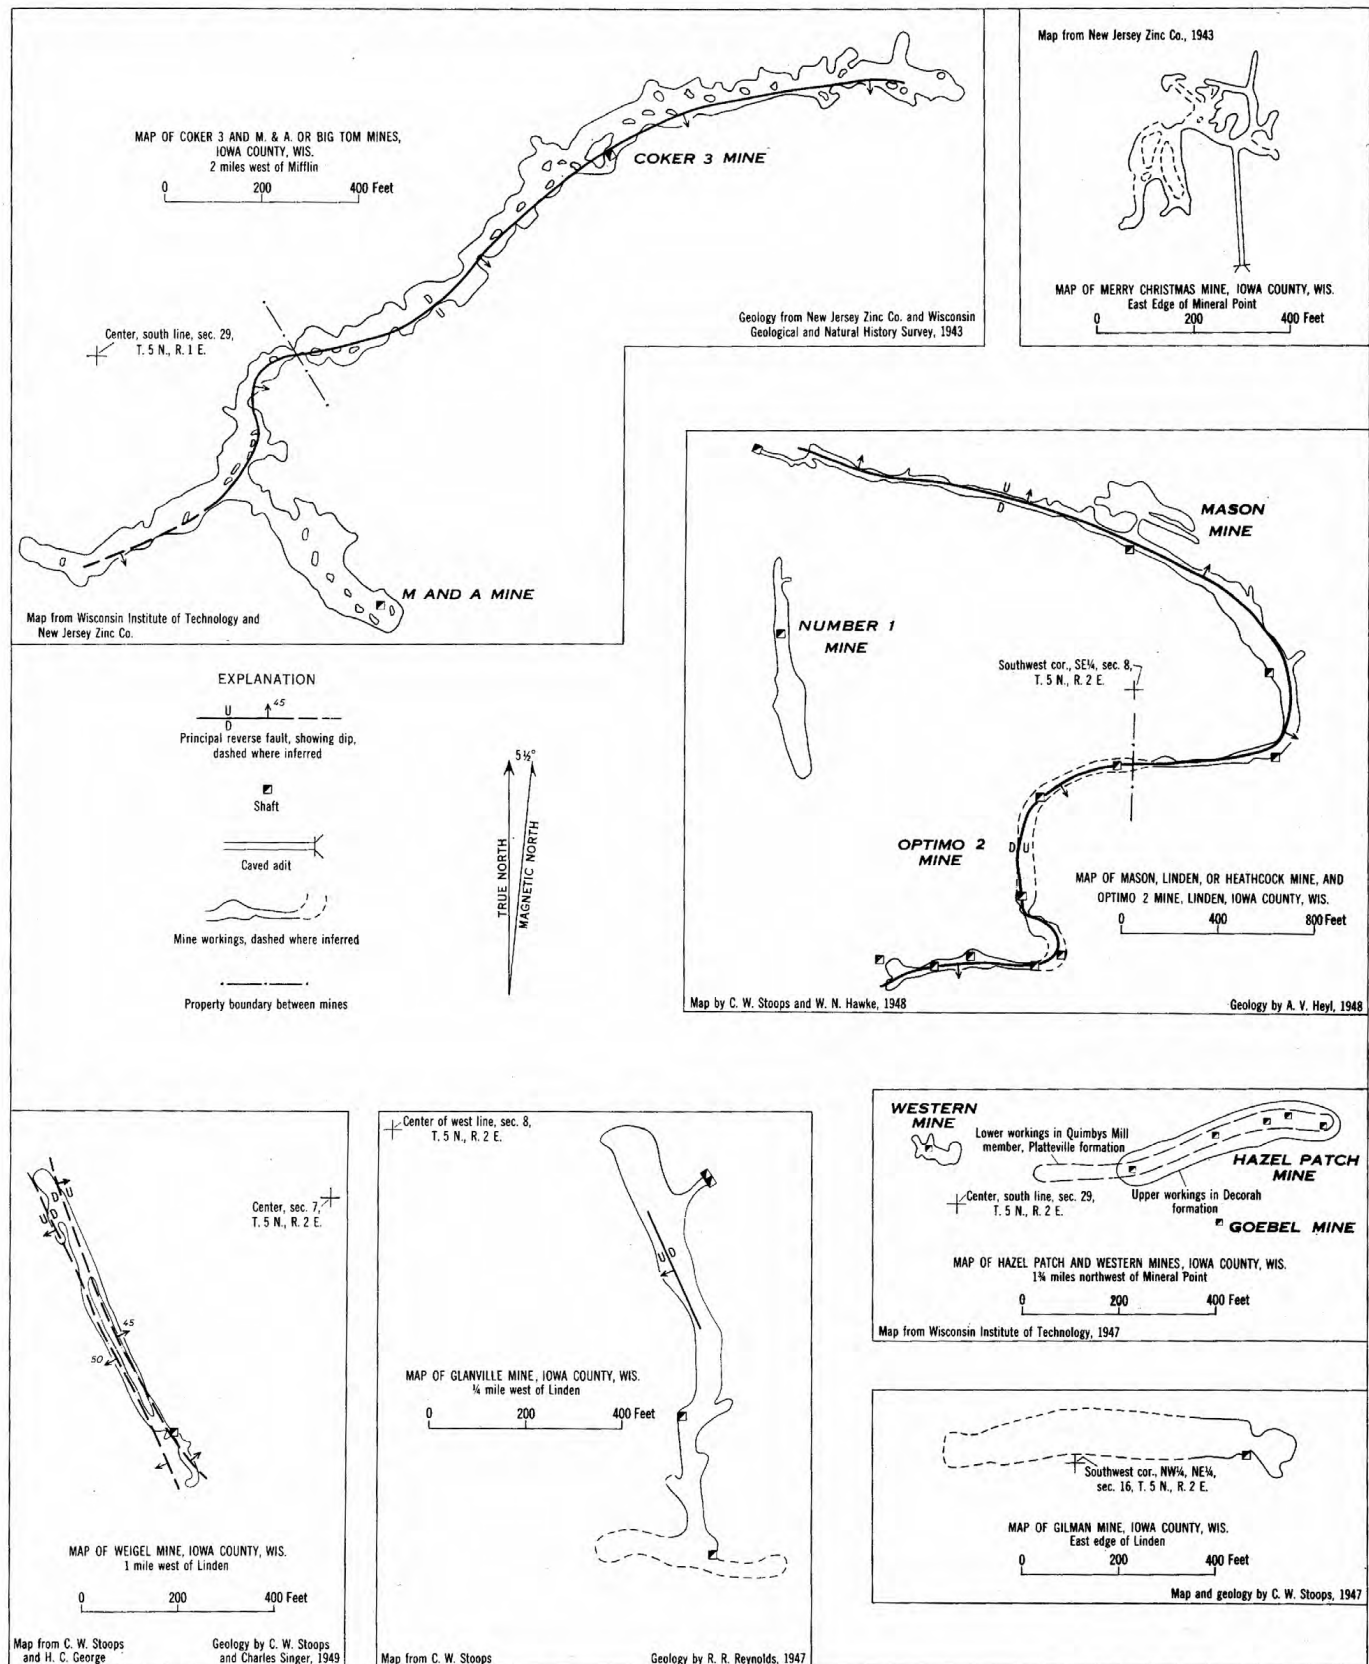 MAP OF COKER 3 AND M. & A. OR BIG TOM MINES,
IOWA COUNTY, WIS.
2 miles west of Mifflin
0 200 400 Feet
COKER 3 MINE
U
D
Center, south line, sec. 29,
T. 5 N., R. 1 E.
Geology from New Jersey Zinc Co. and Wisconsin
Geological and Natural History Survey, 1943
M AND A MINE
Map from Wisconsin Institute of Technology and
New Jersey Zinc Co.
Map from New Jersey Zinc Co., 1943
MAP OF MERRY CHRISTMAS MINE, IOWA COUNTY, WIS.
East Edge of Mineral Point
0 200 400 Feet
EXPLANATION
U 45
D
Principal reverse fault, showing dip,
dashed where inferred
Shaft
Caved adit
Mine workings, dashed where inferred
Property boundary between mines
5½°
TRUE NORTH
MAGNETIC NORTH
U
D
MASON
MINE
NUMBER 1
MINE
Southwest cor., SE¼, sec. 8,
T. 5 N., R. 2 E.
OPTIMO 2
MINE
D U
MAP OF MASON, LINDEN, OR HEATHCOCK MINE, AND
OPTIMO 2 MINE, LINDEN, IOWA COUNTY, WIS.
0 400 800 Feet
Map by C. W. Stoops and W. N. Hawke, 1948
Geology by A. V. Heyl, 1948
D U
U D
Center, sec. 7,
T. 5 N., R. 2 E.
45
50
MAP OF WEIGEL MINE, IOWA COUNTY, WIS.
1 mile west of Linden
0 200 400 Feet
Map from C. W. Stoops
and H. C. George
Geology by C. W. Stoops
and Charles Singer, 1949
Center of west line, sec. 8,
T. 5 N., R. 2 E.
U D
MAP OF GLANVILLE MINE, IOWA COUNTY, WIS.
¼ mile west of Linden
0 200 400 Feet
Map from C. W. Stoops
Geology by R. R. Reynolds, 1947
WESTERN
MINE
Lower workings in Quimbys Mill
member, Platteville formation
HAZEL PATCH
MINE
Center, south line, sec. 29,
T. 5 N., R. 2 E.
Upper workings in Decorah
formation
GOEBEL MINE
MAP OF HAZEL PATCH AND WESTERN MINES, IOWA COUNTY, WIS.
1¾ miles northwest of Mineral Point
0 200 400 Feet
Map from Wisconsin Institute of Technology, 1947
Southwest cor., NW¼, NE¼,
sec. 16, T. 5 N., R. 2 E.
MAP OF GILMAN MINE, IOWA COUNTY, WIS.
East edge of Linden
0 200 400 Feet
Map and geology by C. W. Stoops, 1947